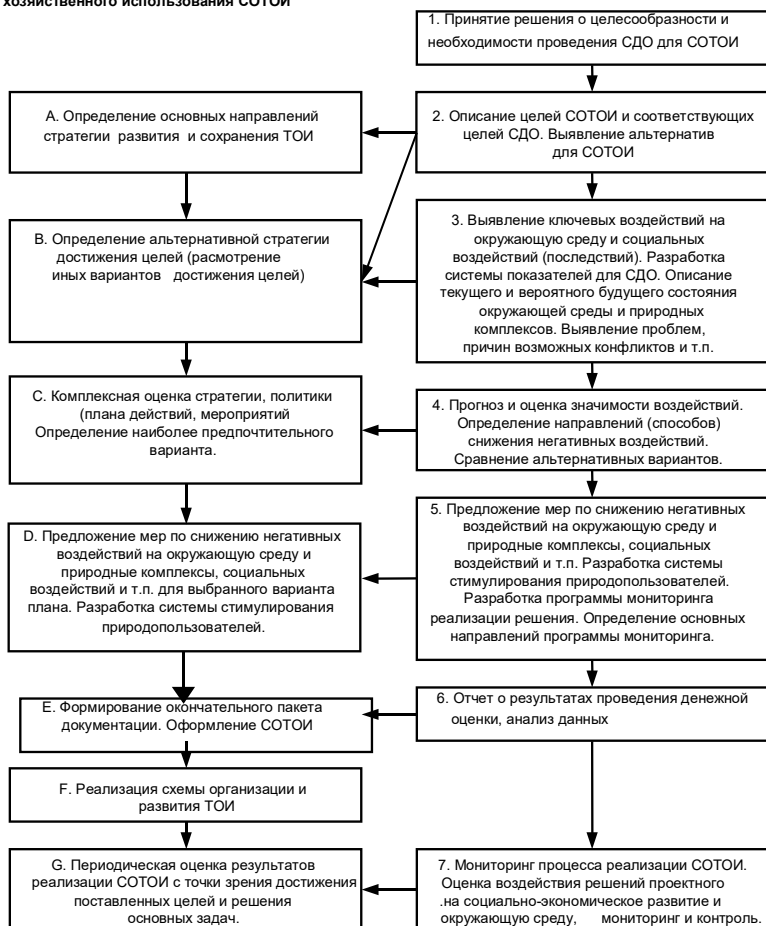 хозяйственного использования СОТОИ
1. Принятие решения о целесообразности и
необходимости проведения СДО для СОТОИ
А. Определение основных направлений
стратегии развития и сохранения ТОИ
2. Описание целей СОТОИ и соответствующих
целей СДО. Выявление альтернатив
для СОТОИ
В. Определение альтернативной стратегии
достижения целей (расмотрение
иных вариантов достижения целей)
3. Выявление ключевых воздействий на
окружающую среду и социальных
воздействий (последствий). Разработка
системы показателей для СДО. Описание
текущего и вероятного будущего состояния
окружающей среды и природных
комплексов. Выявление проблем,
причин возможных конфликтов и т.п.
С. Комплексная оценка стратегии, политики
(плана действий, мероприятий
Определение наиболее предпочтительного
варианта.
4. Прогноз и оценка значимости воздействий.
Определение направлений (способов)
снижения негативных воздействий.
Сравнение альтернативных вариантов.
D. Предложение мер по снижению негативных
воздействий на окружающую среду и
природные комплексы, социальных
воздействий и т.п. для выбранного варианта
плана. Разработка системы стимулирования
природопользователей.
5. Предложение мер по снижению негативных
воздействий на окружающую среду и
природные комплексы, социальных
воздействий и т.п. Разработка системы
стимулирования природопользователей.
Разработка программы мониторинга
реализации решения. Определение основных
направлений программы мониторинга.
Е. Формирование окончательного пакета
документации. Оформление СОТОИ
6. Отчет о результатах проведения денежной
оценки, анализ данных
F. Реализация схемы организации и
развития ТОИ
G. Периодическая оценка результатов
реализации СОТОИ с точки зрения достижения
поставленных целей и решения
основных задач.
7. Мониторинг процесса реализации СОТОИ.
Оценка воздействия решений проектного
.на социально-экономическое развитие и
окружающую среду, мониторинг и контроль.